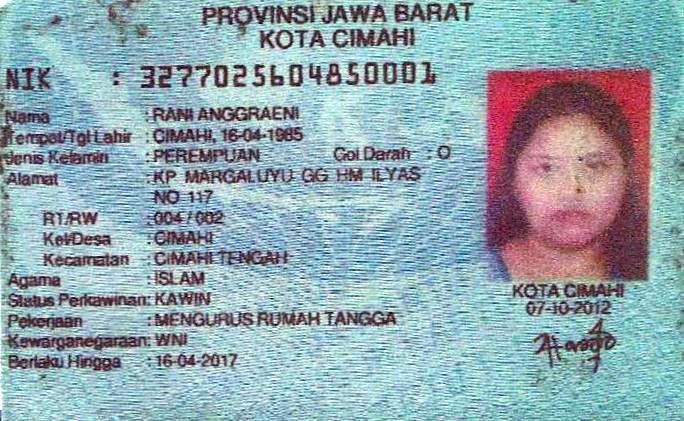 PROVINSI JAWA BARAT
KOTA CIMAHI
NIK : 3277025604850001
Nama : RANI ANGGRAENI
Tempat/Tgl Lahir : CIMAHI, 16-04-1985
Jenis Kelamin : PEREMPUAN Gol Darah : O
Alamat : KP MARGALUYU GG HM ILYAS
NO 117
RT/RW : 004 / 002
Kel/Desa : CIMAHI
Kecamatan : CIMAHI TENGAH
Agama : ISLAM
Status Perkawinan: KAWIN
Pekerjaan : MENGURUS RUMAH TANGGA
Kewarganegaraan: WNI
Berlaku Hingga : 16-04-2017
KOTA CIMAHI
07-10-2012